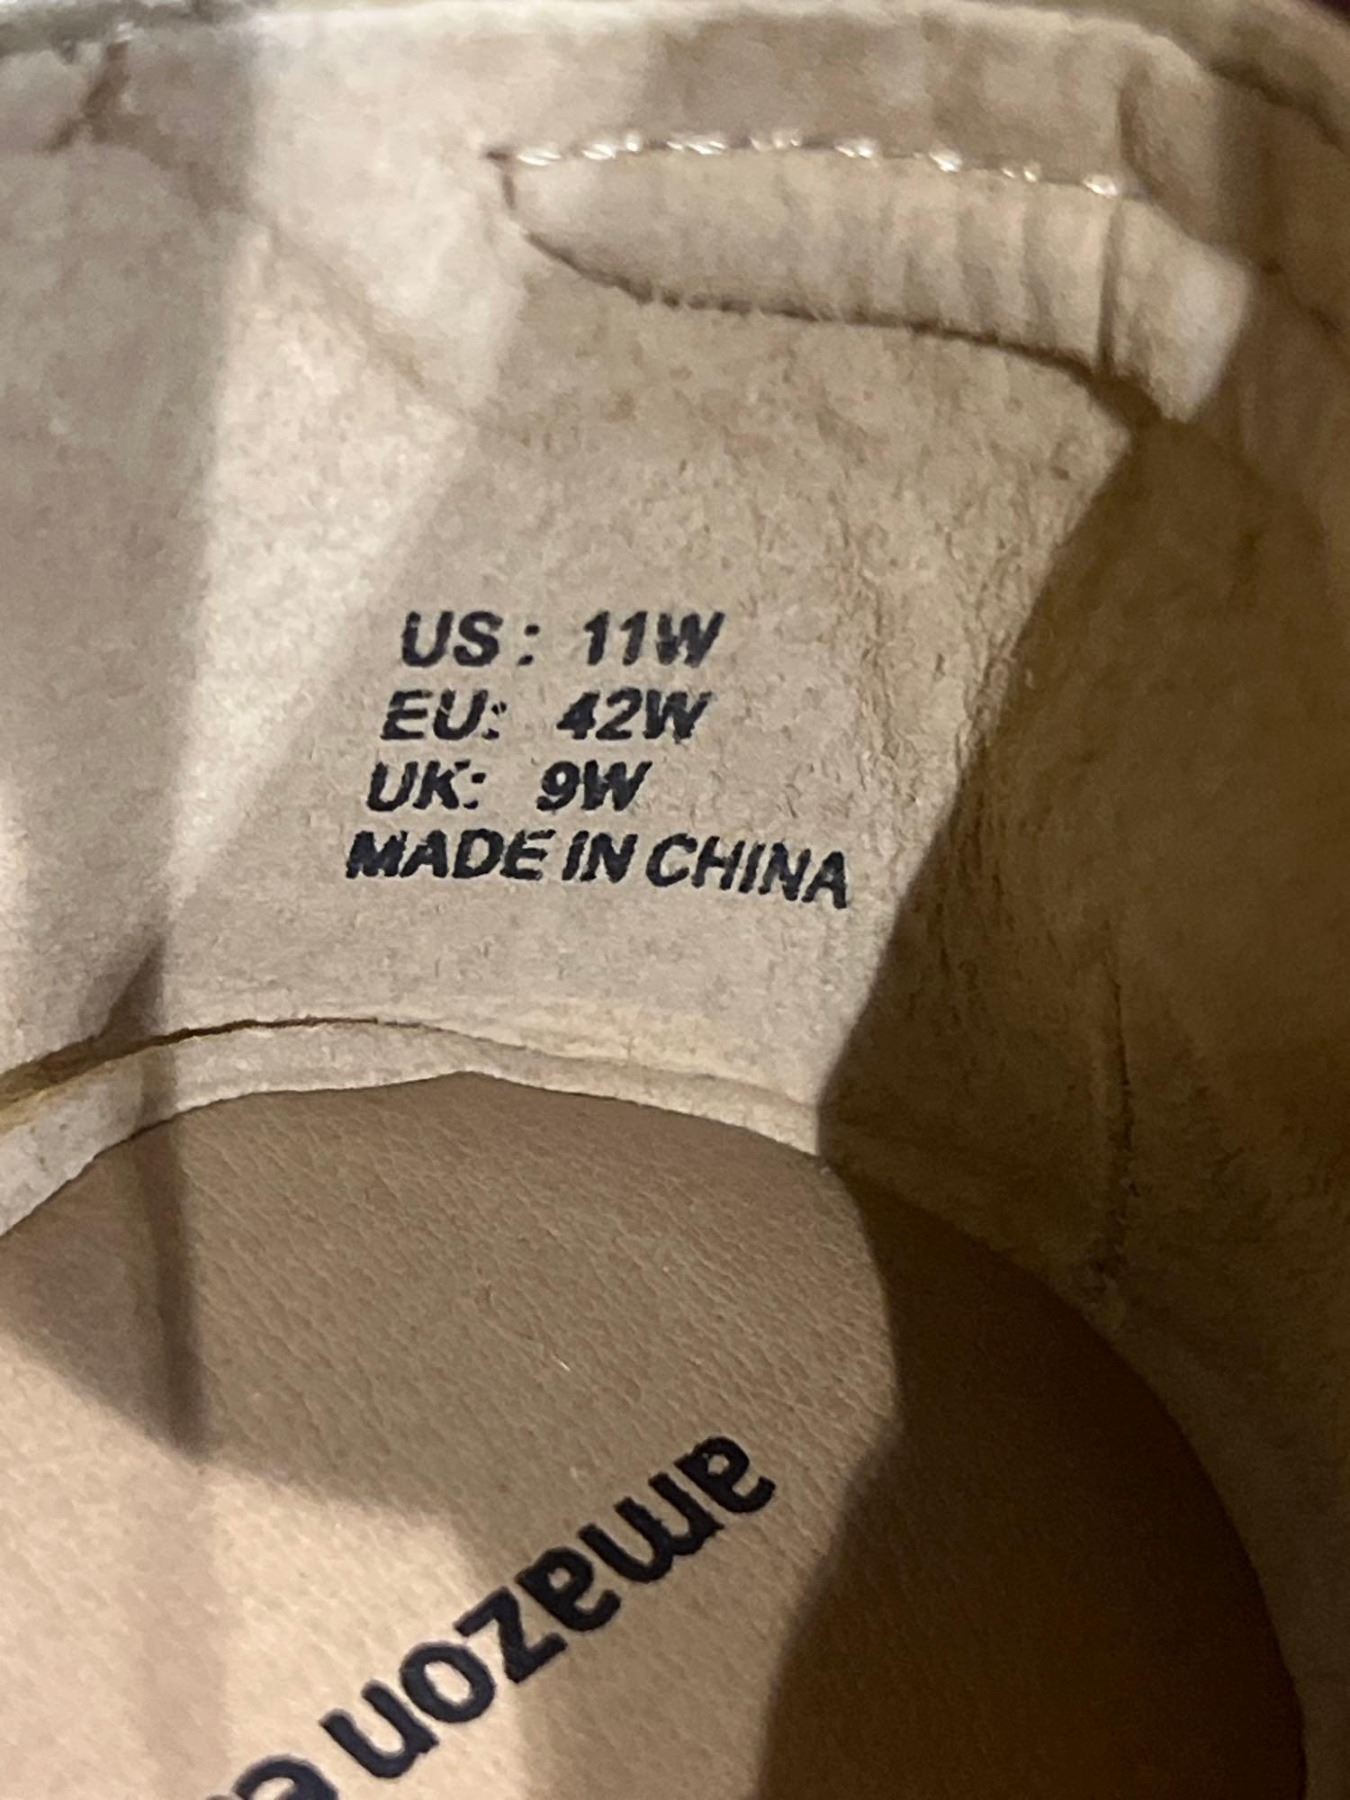 US: 11W
EU: 42W
UK: 9W
MADE IN CHINA
amazon